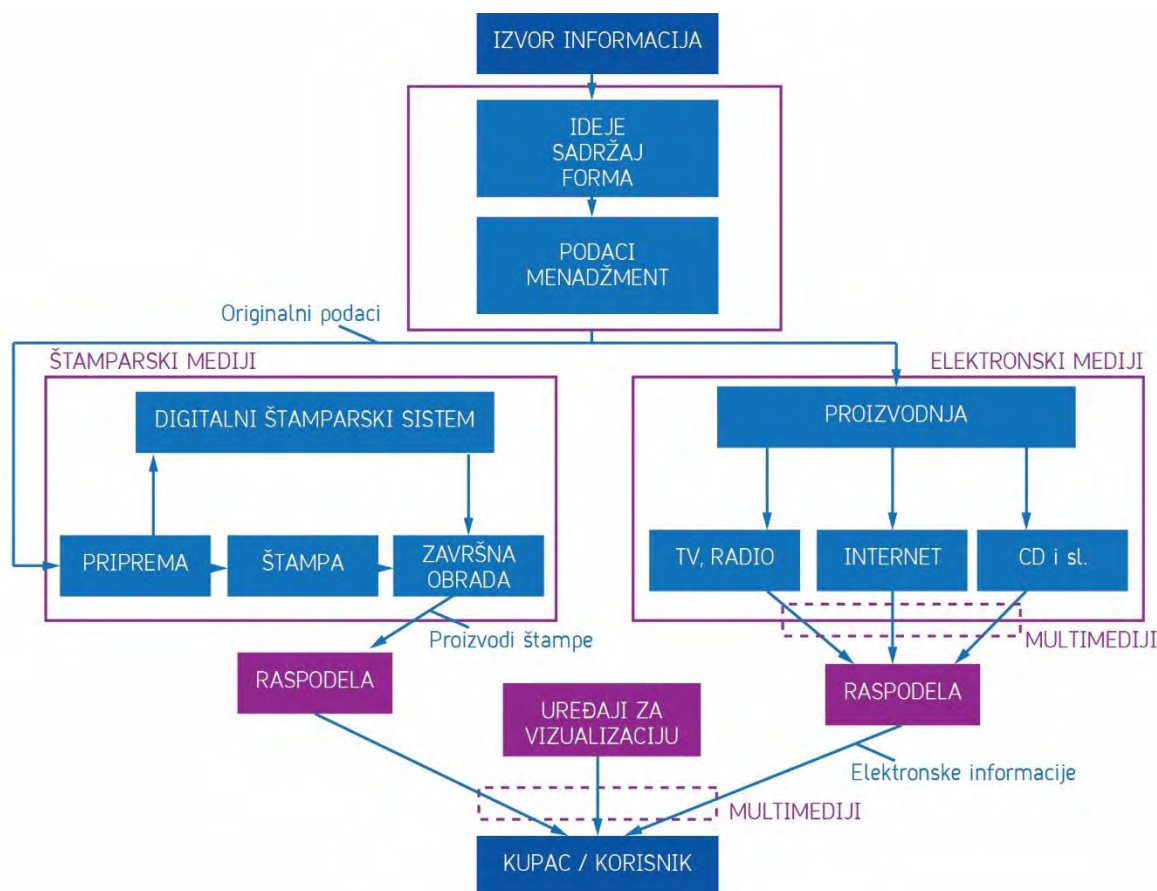 IZVOR INFORMACIJA
IDEJE
SADRŽAJ
FORMA
PODACI
MENADŽMENT
Originalni podaci
ŠTAMPARSKI MEDIJI
ELEKTRONSKI MEDIJI
DIGITALNI ŠTAMPARSKI SISTEM
PROIZVODNJA
PRIPREMA
ŠTAMPA
ZAVRŠNA
OBRADA
TV, RADIO
INTERNET
CD i sl.
Proizvodi štampe
MULTIMEDIJI
RASPODELA
RASPODELA
UREĐAJI ZA
VIZUALIZACIJU
Elektronske informacije
MULTIMEDIJI
KUPAC / KORISNIK